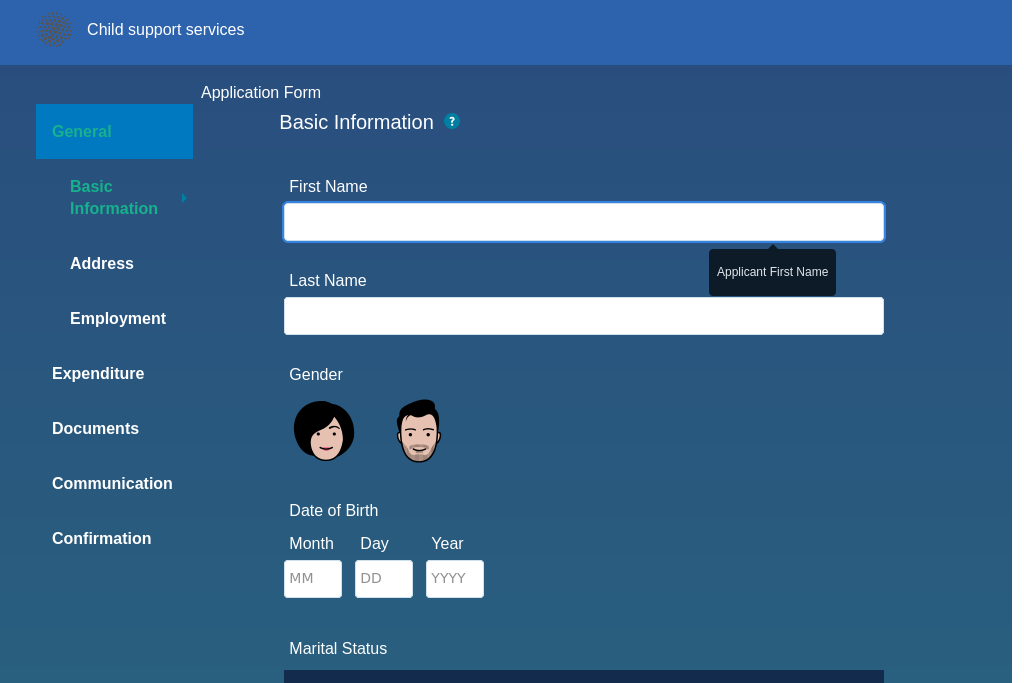 Child support services
Application Form
General
Basic Information ?
Basic
Information
Address
Employment
Expenditure
Documents
Communication
Confirmation
First Name
Applicant First Name
Last Name
Gender
Date of Birth
Month Day Year
MM DD YYYY
Marital Status